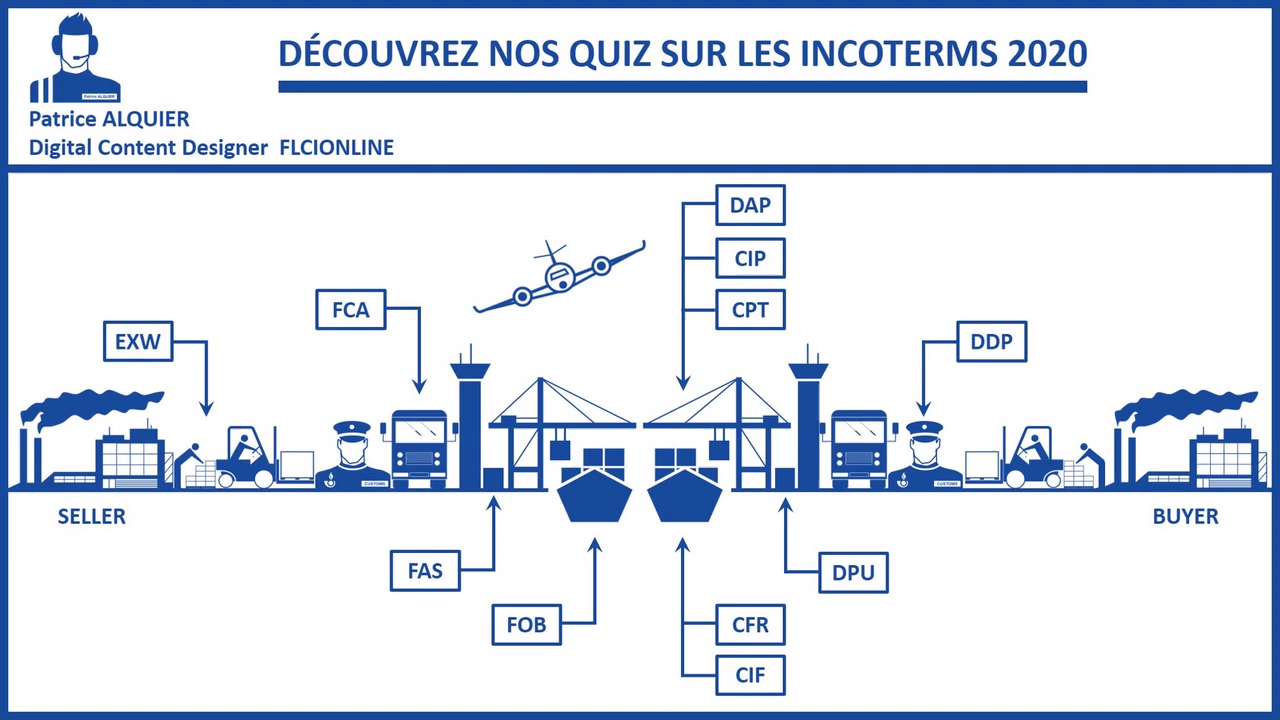 DÉCOUVREZ NOS QUIZ SUR LES INCOTERMS 2020
Patrice ALQUIER
Patrice ALQUIER
Digital Content Designer FLCIONLINE
DAP
CIP
CPT
FCA
EXW
DDP
CUSTOMS
CUSTOMS
SELLER
BUYER
FAS
DPU
FOB
CFR
CIF